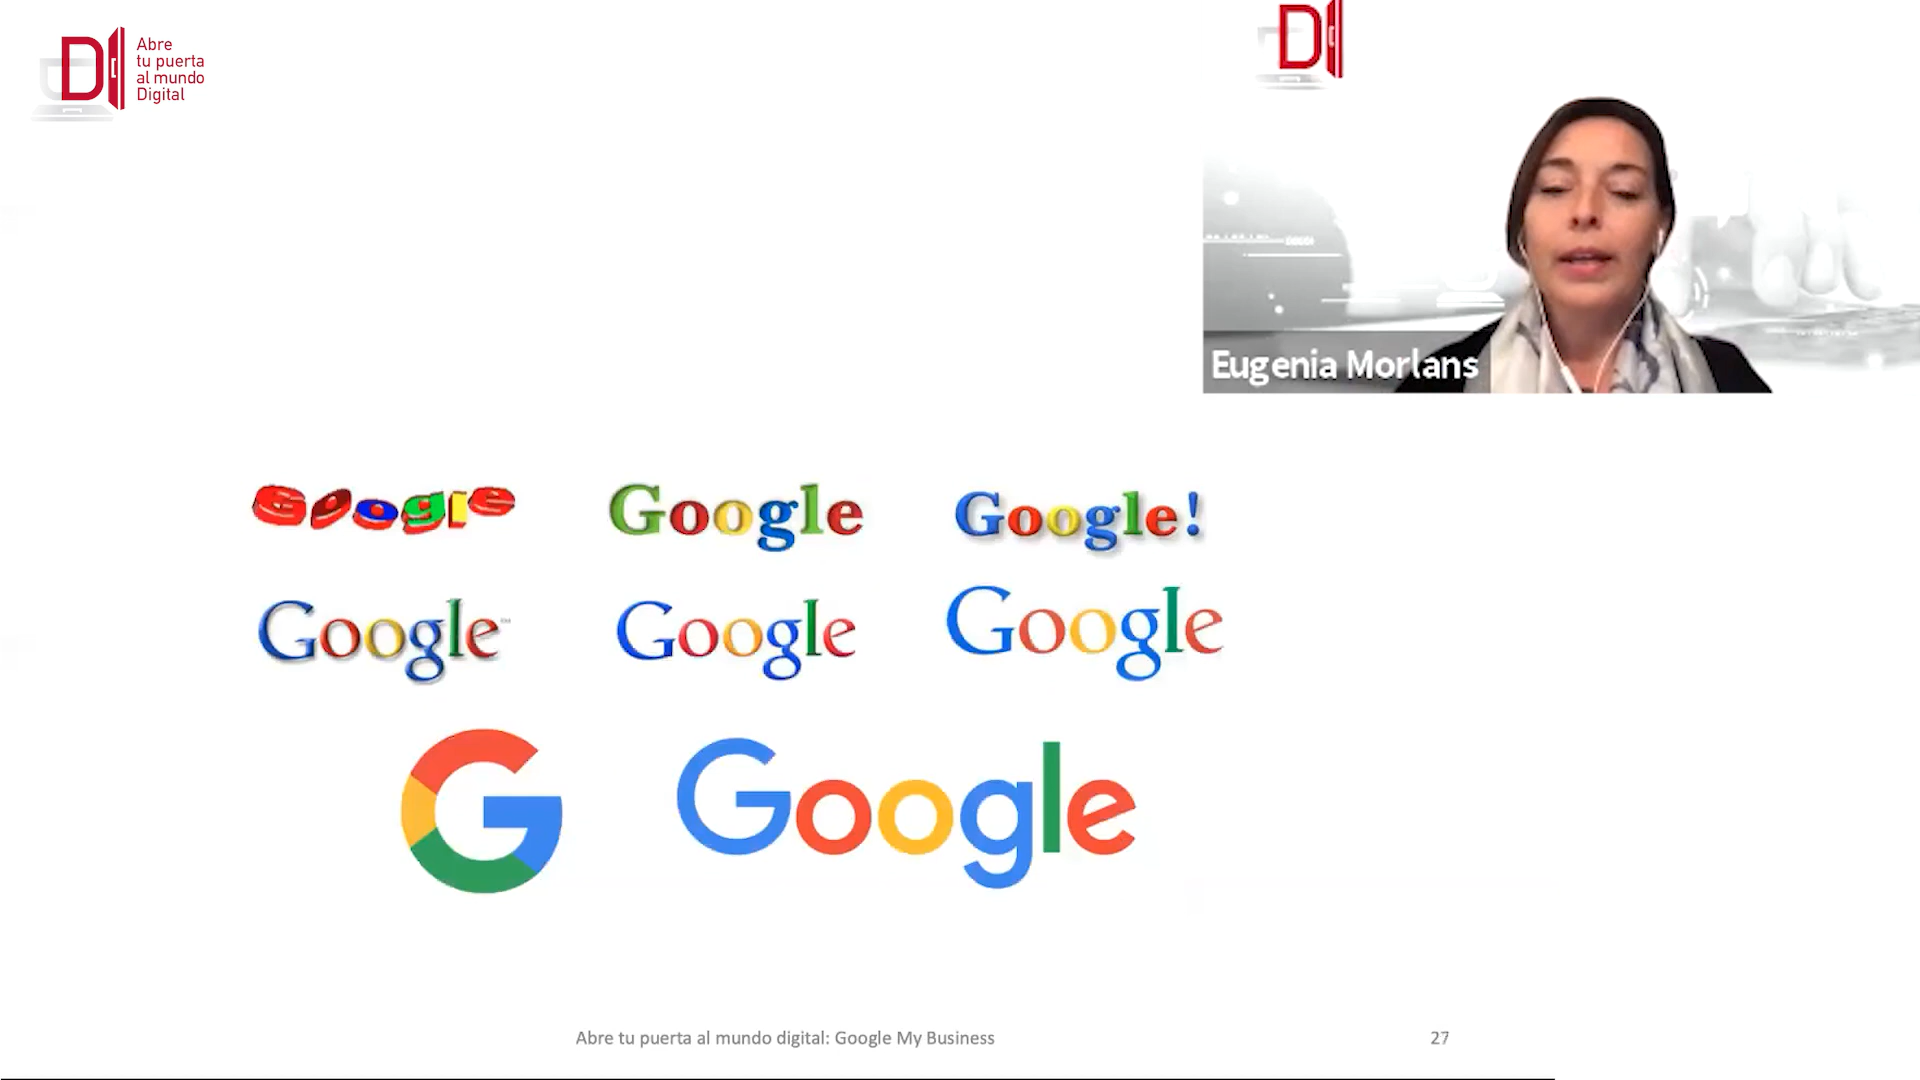 Abre
tu puerta
al mundo
Digital
Eugenia Morlans
Google
Google
Google!
Google™
Google
Google
G
Google
Abre tu puerta al mundo digital: Google My Business
27